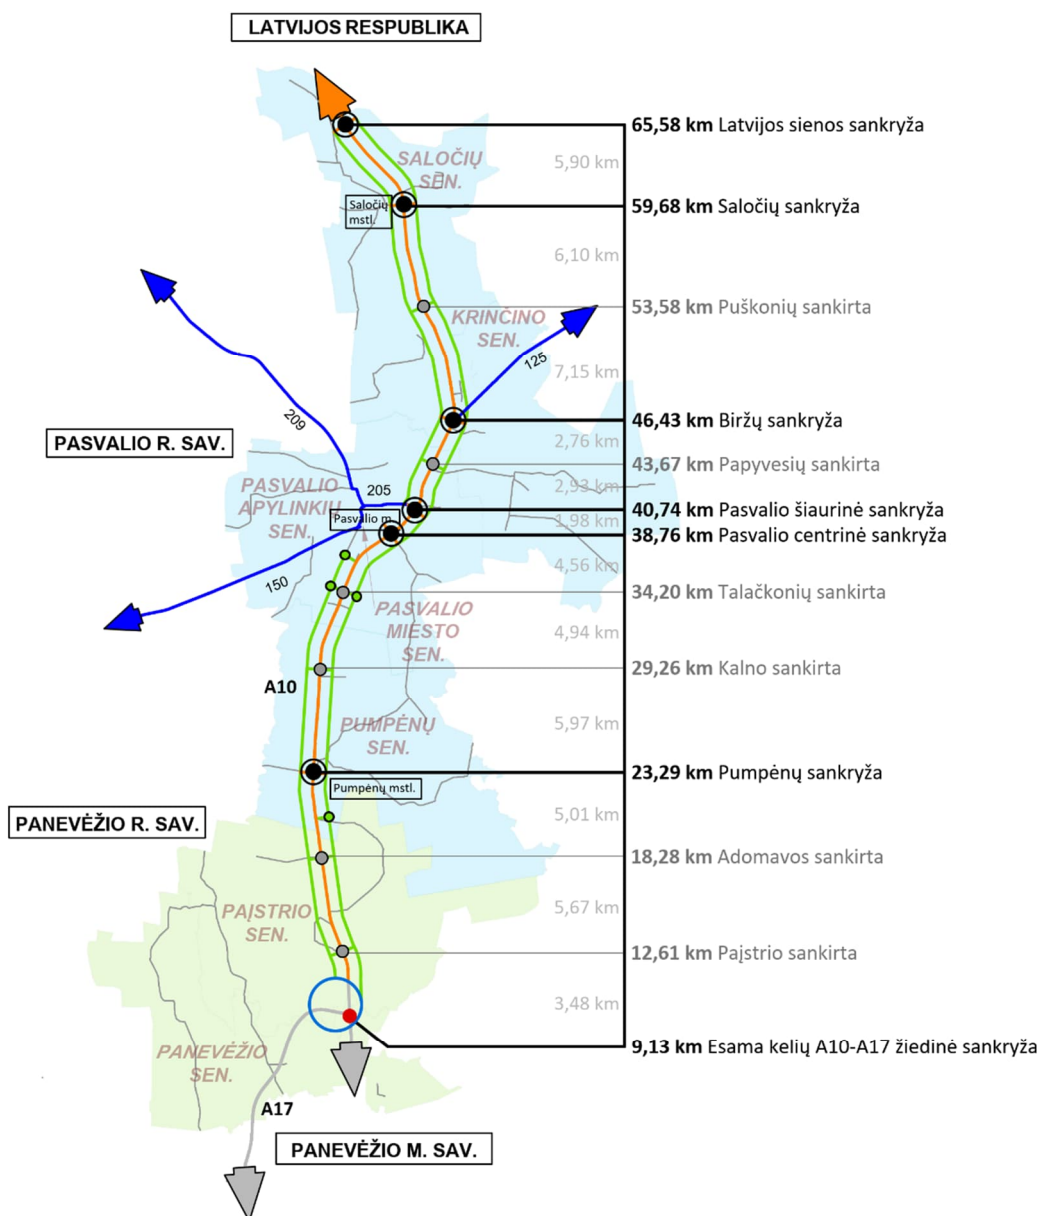 LATVIJOS RESPUBLIKA
65,58 km Latvijos sienos sankryža
5,90 km
SALOČIŲ
SEN.
Saločių
mstl.
59,68 km Saločių sankryža
6,10 km
53,58 km Puškonių sankirta
KRINČINO
SEN.
125
7,15 km
209
46,43 km Biržų sankryža
PASVALIO R. SAV.
2,76 km
43,67 km Papyvesių sankirta
2,93 km
PASVALIO
APYLINKIŲ
SEN.
205
40,74 km Pasvalio šiaurinė sankryža
Pasvalio m.
1,98 km
38,76 km Pasvalio centrinė sankryža
4,56 km
150
34,20 km Talačkonių sankirta
PASVALIO
MIESTO
SEN.
4,94 km
29,26 km Kalno sankirta
A10
PUMPĖNŲ
SEN.
5,97 km
23,29 km Pumpėnų sankryža
Pumpėnų mstl.
5,01 km
PANEVĖŽIO R. SAV.
18,28 km Adomavos sankirta
5,67 km
PAĮSTRIO
SEN.
12,61 km Paįstrio sankirta
3,48 km
9,13 km Esama kelių A10-A17 žiedinė sankryža
PANEVĖŽIO
SEN.
A17
PANEVĖŽIO M. SAV.